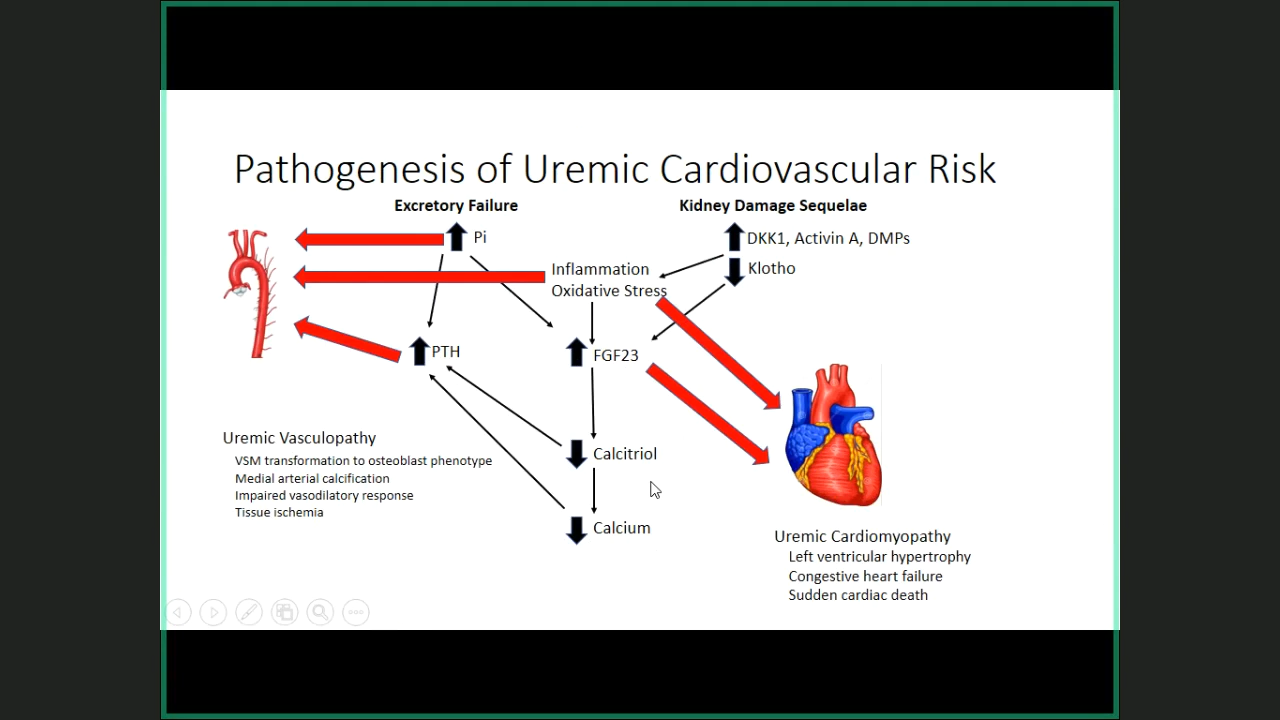 Pathogenesis of Uremic Cardiovascular Risk
Excretory Failure
Kidney Damage Sequelae
Pi
DKK1, Activin A, DMPs
Klotho
Inflammation
Oxidative Stress
PTH
FGF23
Calcitriol
Calcium
Uremic Vasculopathy
VSM transformation to osteoblast phenotype
Medial arterial calcification
Impaired vasodilatory response
Tissue ischemia
Uremic Cardiomyopathy
Left ventricular hypertrophy
Congestive heart failure
Sudden cardiac death